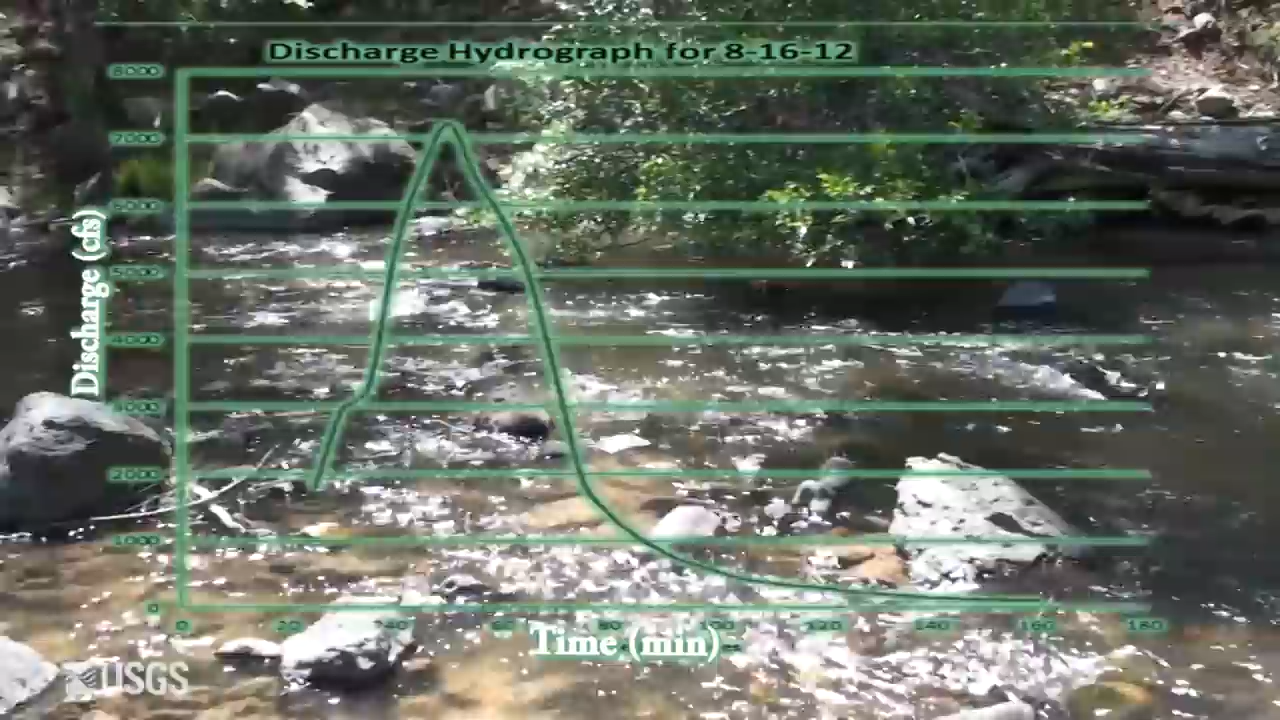 Discharge Hydrograph for 8-16-12
8000
7000
6000
5000
4000
3000
2000
1000
0
Discharge (cfs)
0 20 40 60 80 100 120 140 160 180
Time (min)
USGS